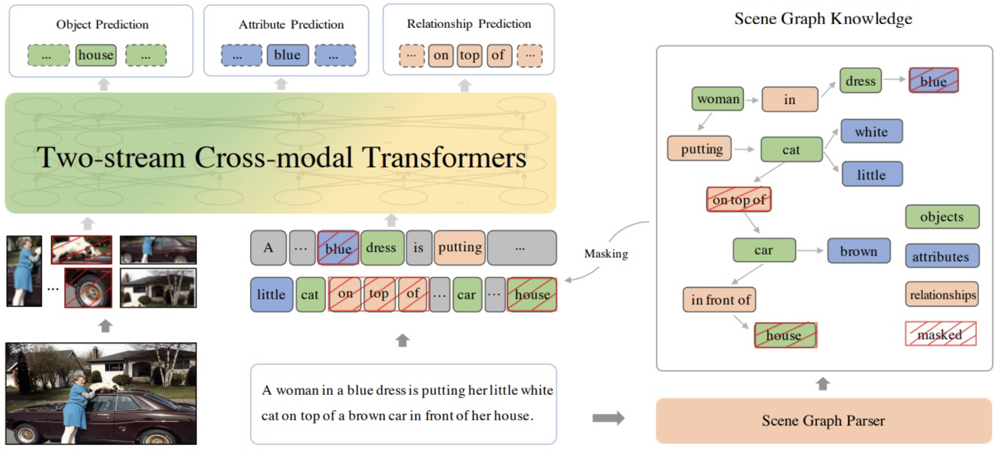 Object Prediction
... house ...
Attribute Prediction
... blue ...
Relationship Prediction
... on top of ...
Two-stream Cross-modal Transformers
...
A ... blue dress is putting ...
little cat on top of ... car ... house
A woman in a blue dress is putting her little white
cat on top of a brown car in front of her house.
Masking
Scene Graph Knowledge
woman
in
dress
blue
putting
cat
white
little
on top of
car
brown
in front of
house
objects
attributes
relationships
masked
Scene Graph Parser